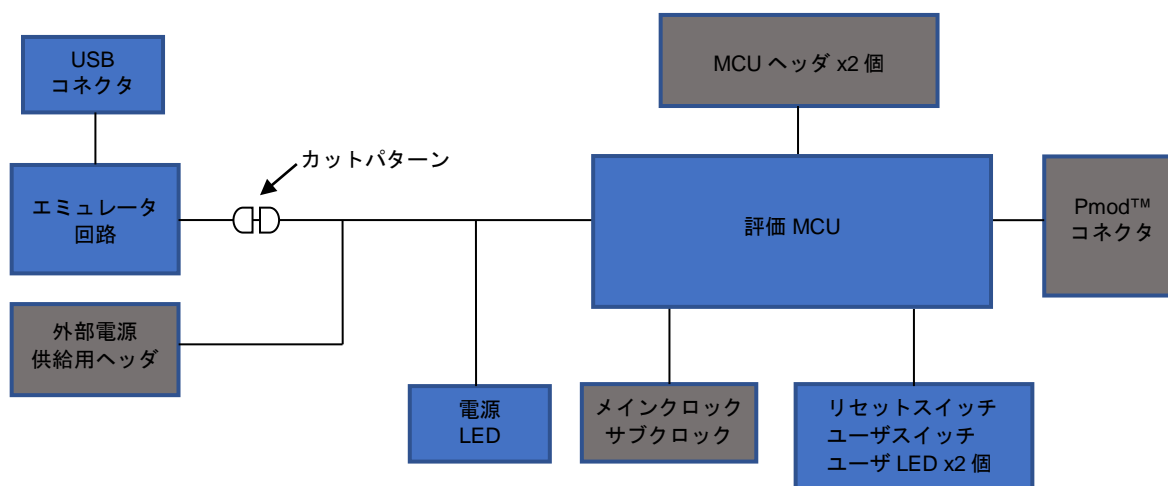 USB
コネクタ
MCU ヘッダ x2 個
カットパターン
エミュレータ
回路
評価 MCU
Pmod™
コネクタ
外部電源
供給用ヘッダ
電源
LED
メインクロック
サブクロック
リセットスイッチ
ユーザスイッチ
ユーザ LED x2 個